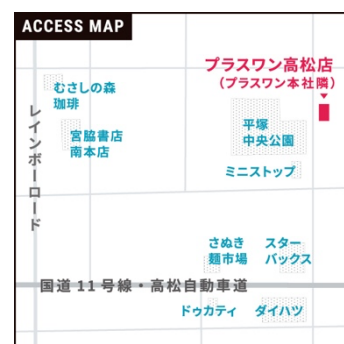 ACCESS MAP
プラスワン高松店
（プラスワン本社隣）
むさしの森
珈琲
レインボーロード
宮脇書店
南本店
平塚
中央公園
ミニストップ
さぬき
麺市場
スター
バックス
国道11号線・高松自動車道
ドゥカティ
ダイハツ